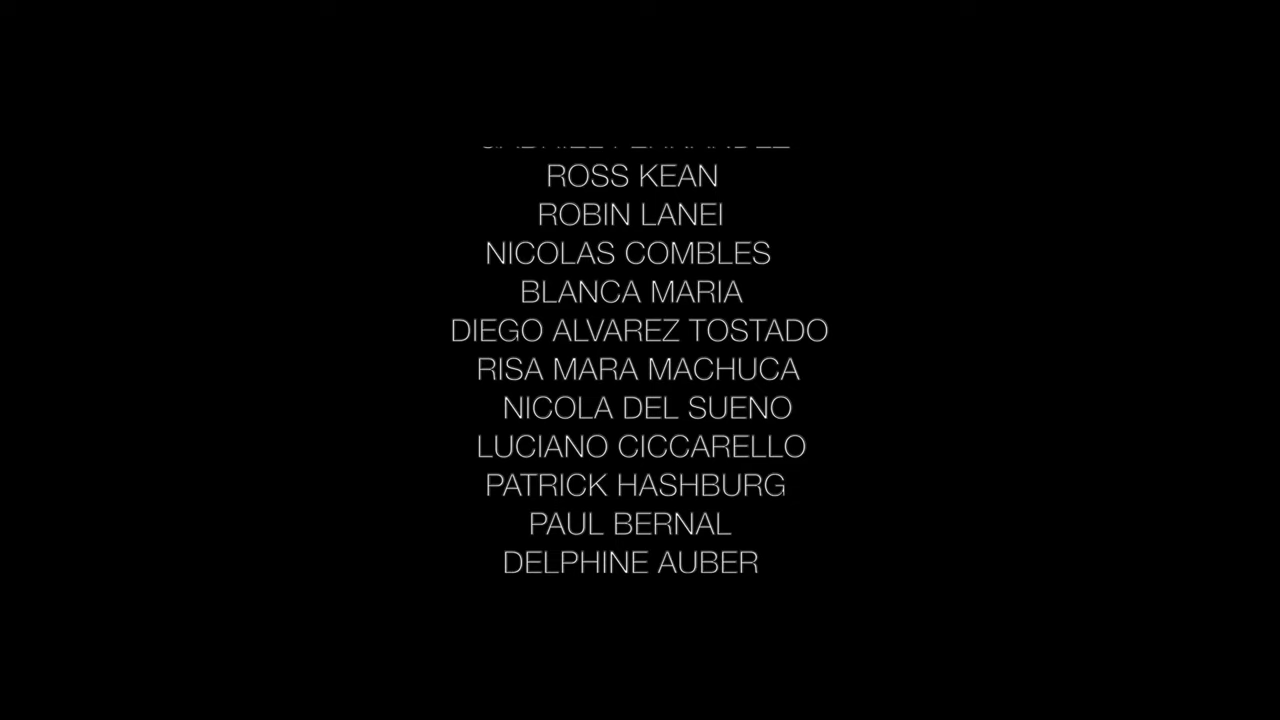 ROSS KEAN
ROBIN LANEI
NICOLAS COMBLES
BLANCA MARIA
DIEGO ALVAREZ TOSTADO
RISA MARA MACHUCA
NICOLA DEL SUENO
LUCIANO CICCARELLO
PATRICK HASHBURG
PAUL BERNAL
DELPHINE AUBER